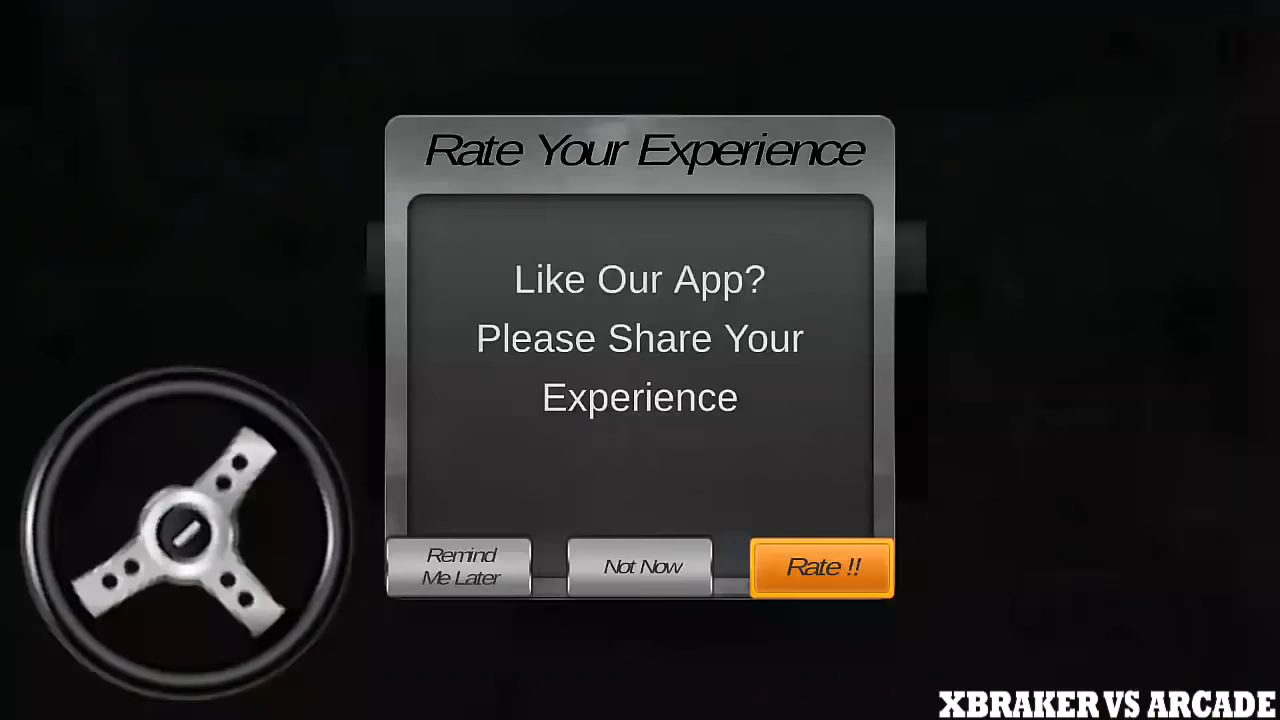 Rate Your Experience
Like Our App?
Please Share Your
Experience
Remind
Me Later
Not Now
Rate !!
XBRAKER VS ARCADE